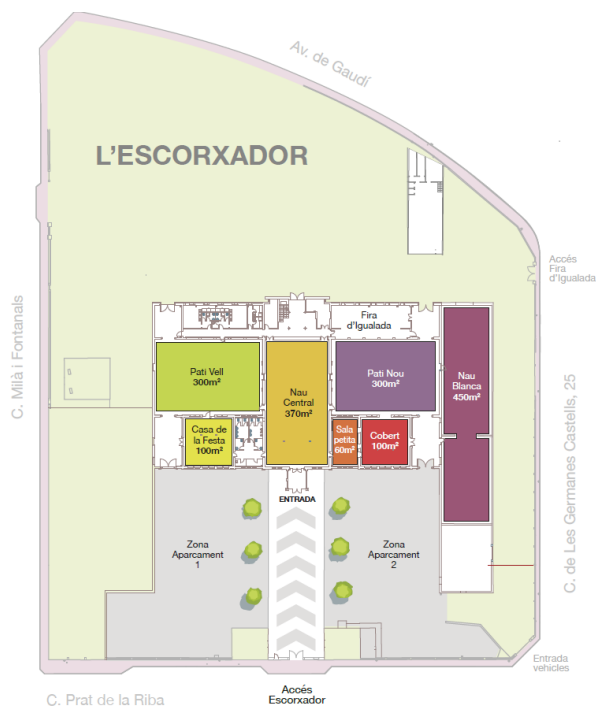 Av. de Gaudí
L'ESCORXADOR
Accés
Fira
d'Igualada
C. Milà i Fontanals
Fira
d'Igualada
Pati Vell
300m²
Nau
Central
370m²
Pati Nou
300m²
Nau
Blanca
450m²
Casa de
la Festa
100m²
Sala
petita
60m²
Cobert
100m²
C. de Les Germanes Castells, 25
ENTRADA
Zona
Aparcament
1
Zona
Aparcament
2
Entrada
vehicles
C. Prat de la Riba
Accés
Escorxador